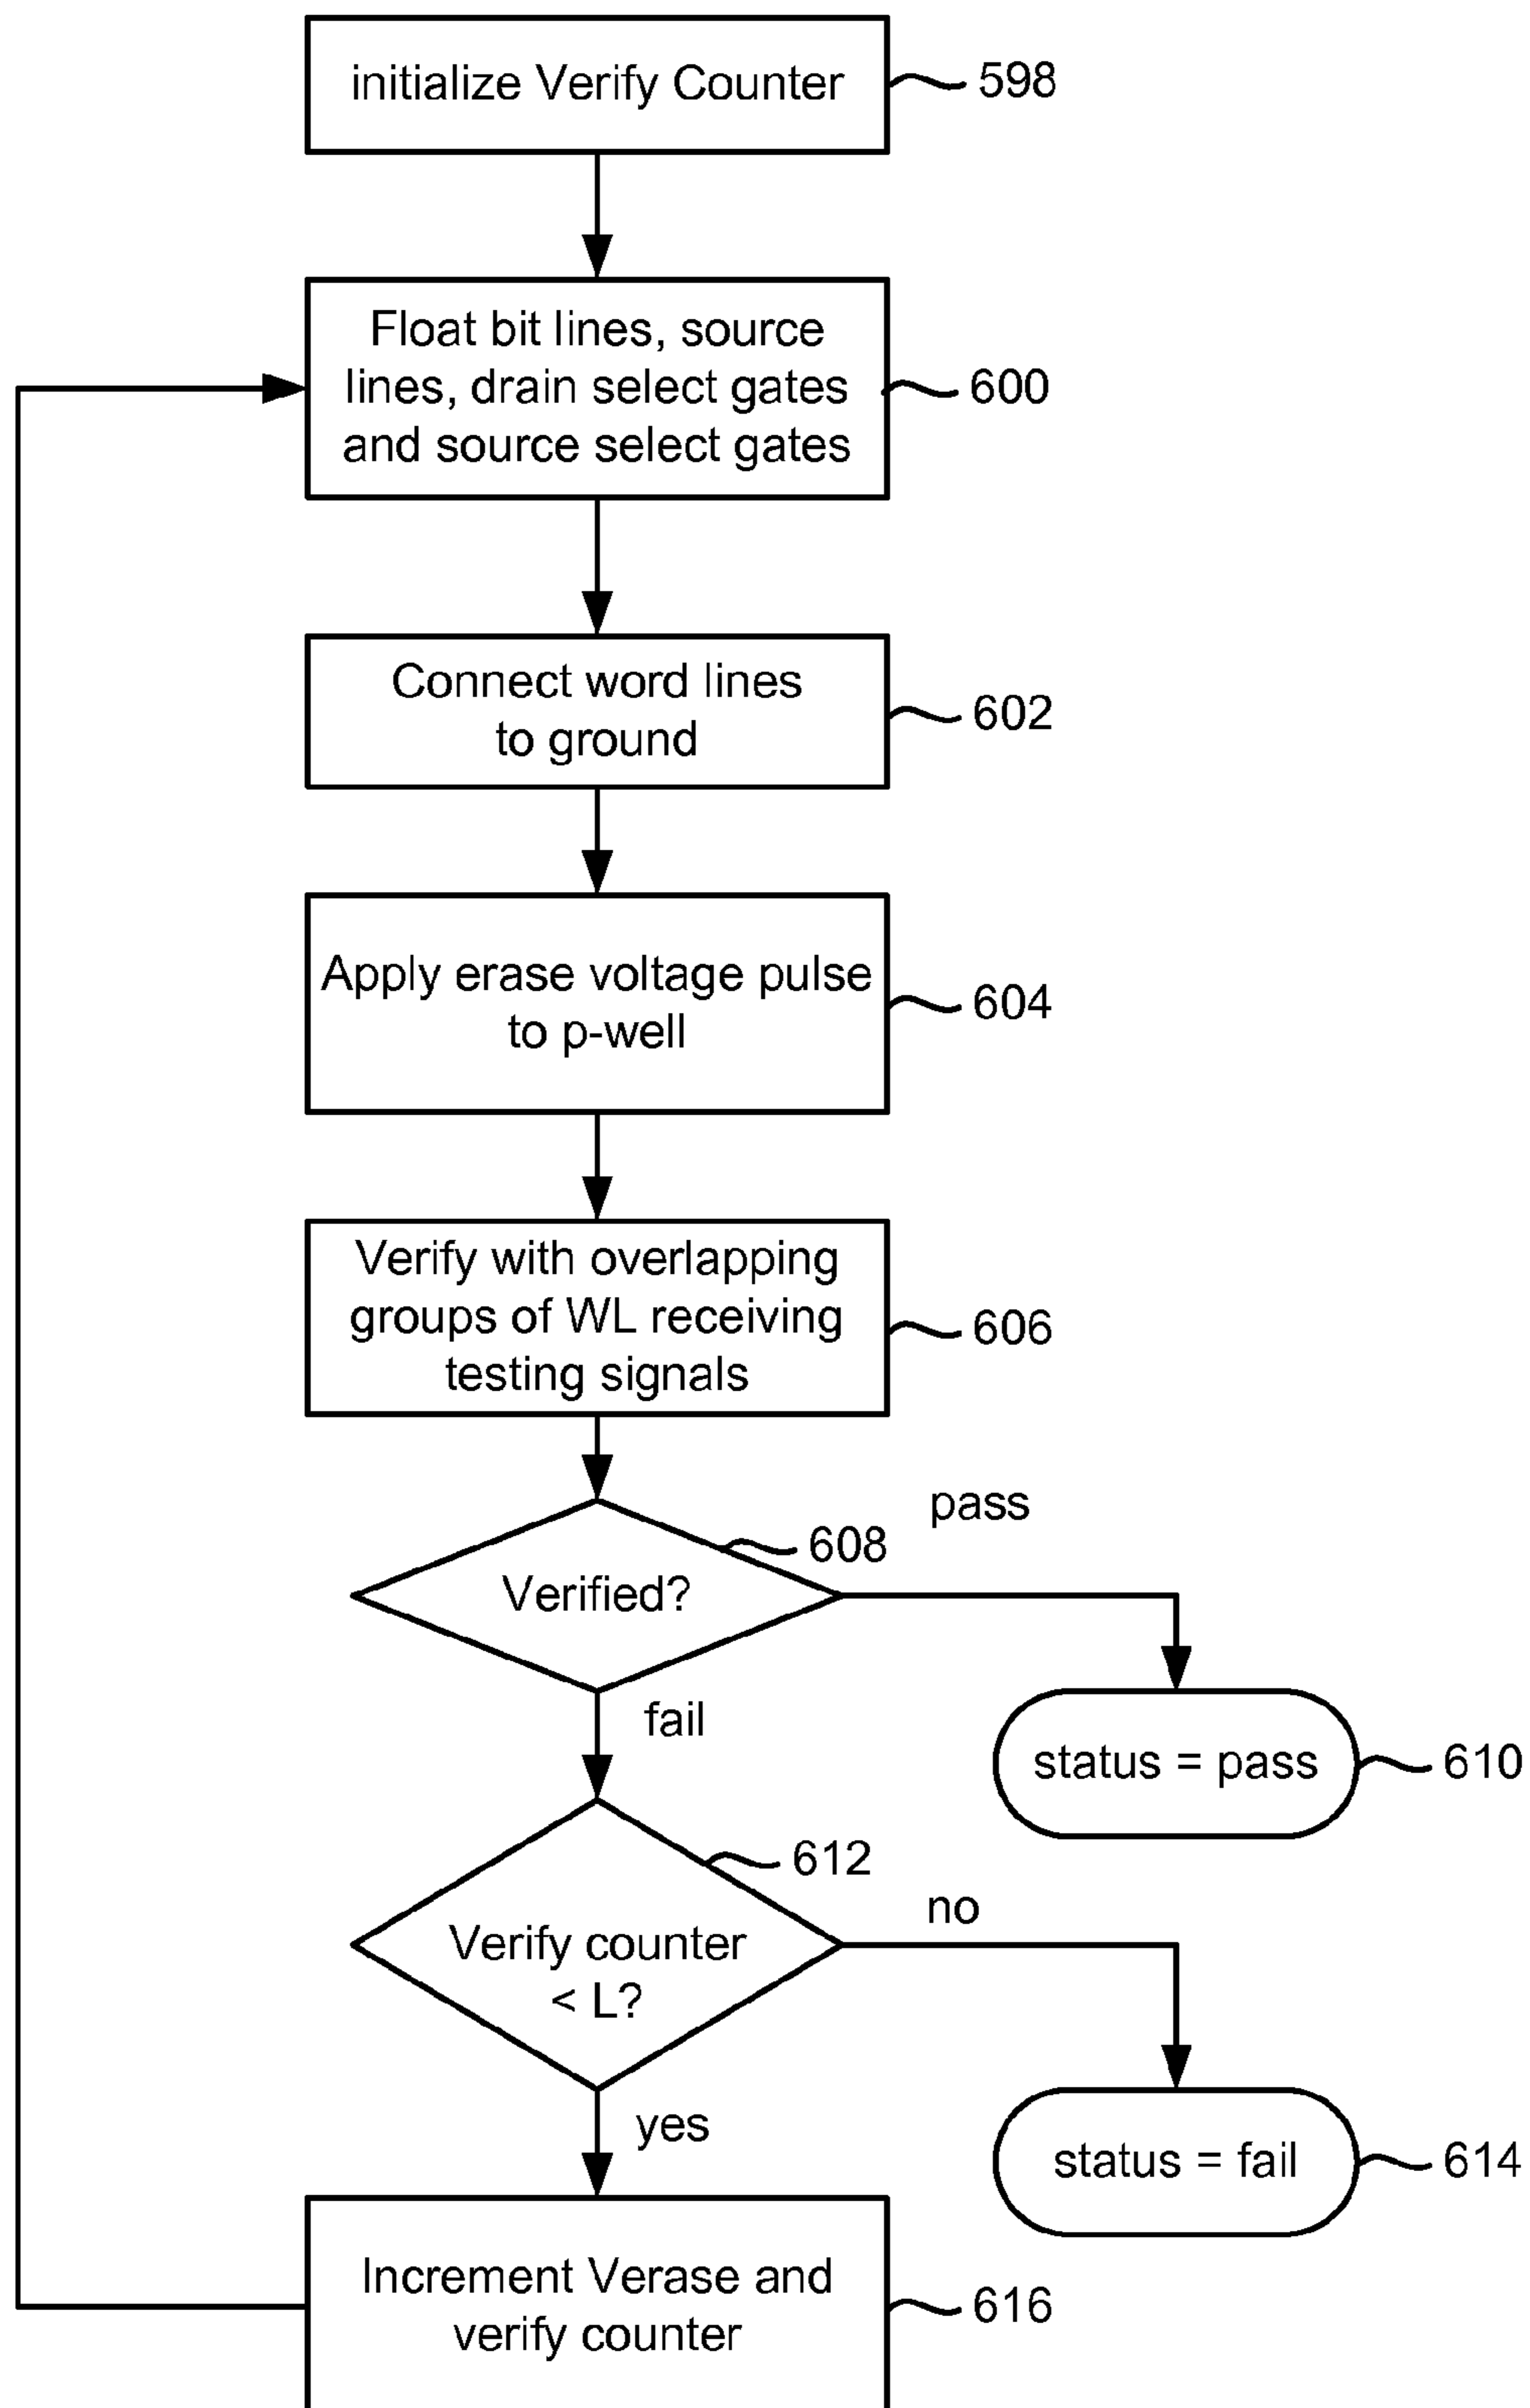 initialize Verify Counter
598
Float bit lines, source
lines, drain select gates
and source select gates
600
Connect word lines
to ground
602
Apply erase voltage pulse
to p-well
604
Verify with overlapping
groups of WL receiving
testing signals
606
pass
608
Verified?
fail
status = pass
610
612
no
Verify counter
< L?
yes
status = fail
614
Increment Verase and
verify counter
616